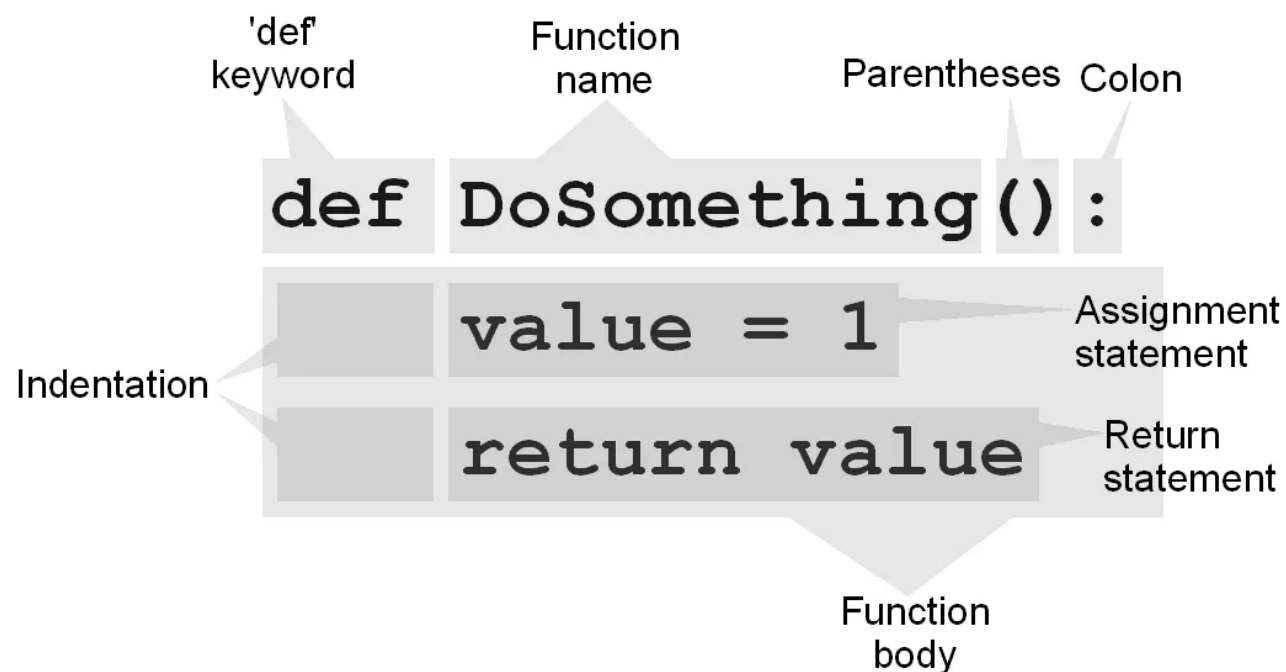 'def'
keyword
Function
name
Parentheses
Colon
def DoSomething():
value = 1
Assignment
statement
Indentation
return value
Return
statement
Function
body